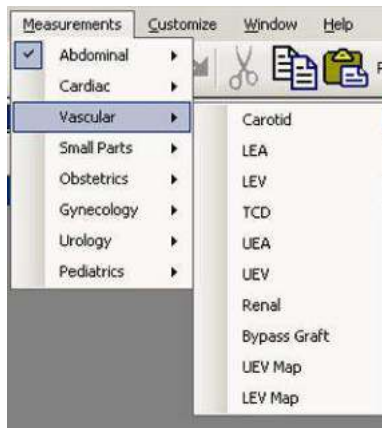 Measurements Customize Window Help
Abdominal
Cardiac
Vascular
Small Parts
Obstetrics
Gynecology
Urology
Pediatrics
Carotid
LEA
LEV
TCD
UEA
UEV
Renal
Bypass Graft
UEV Map
LEV Map